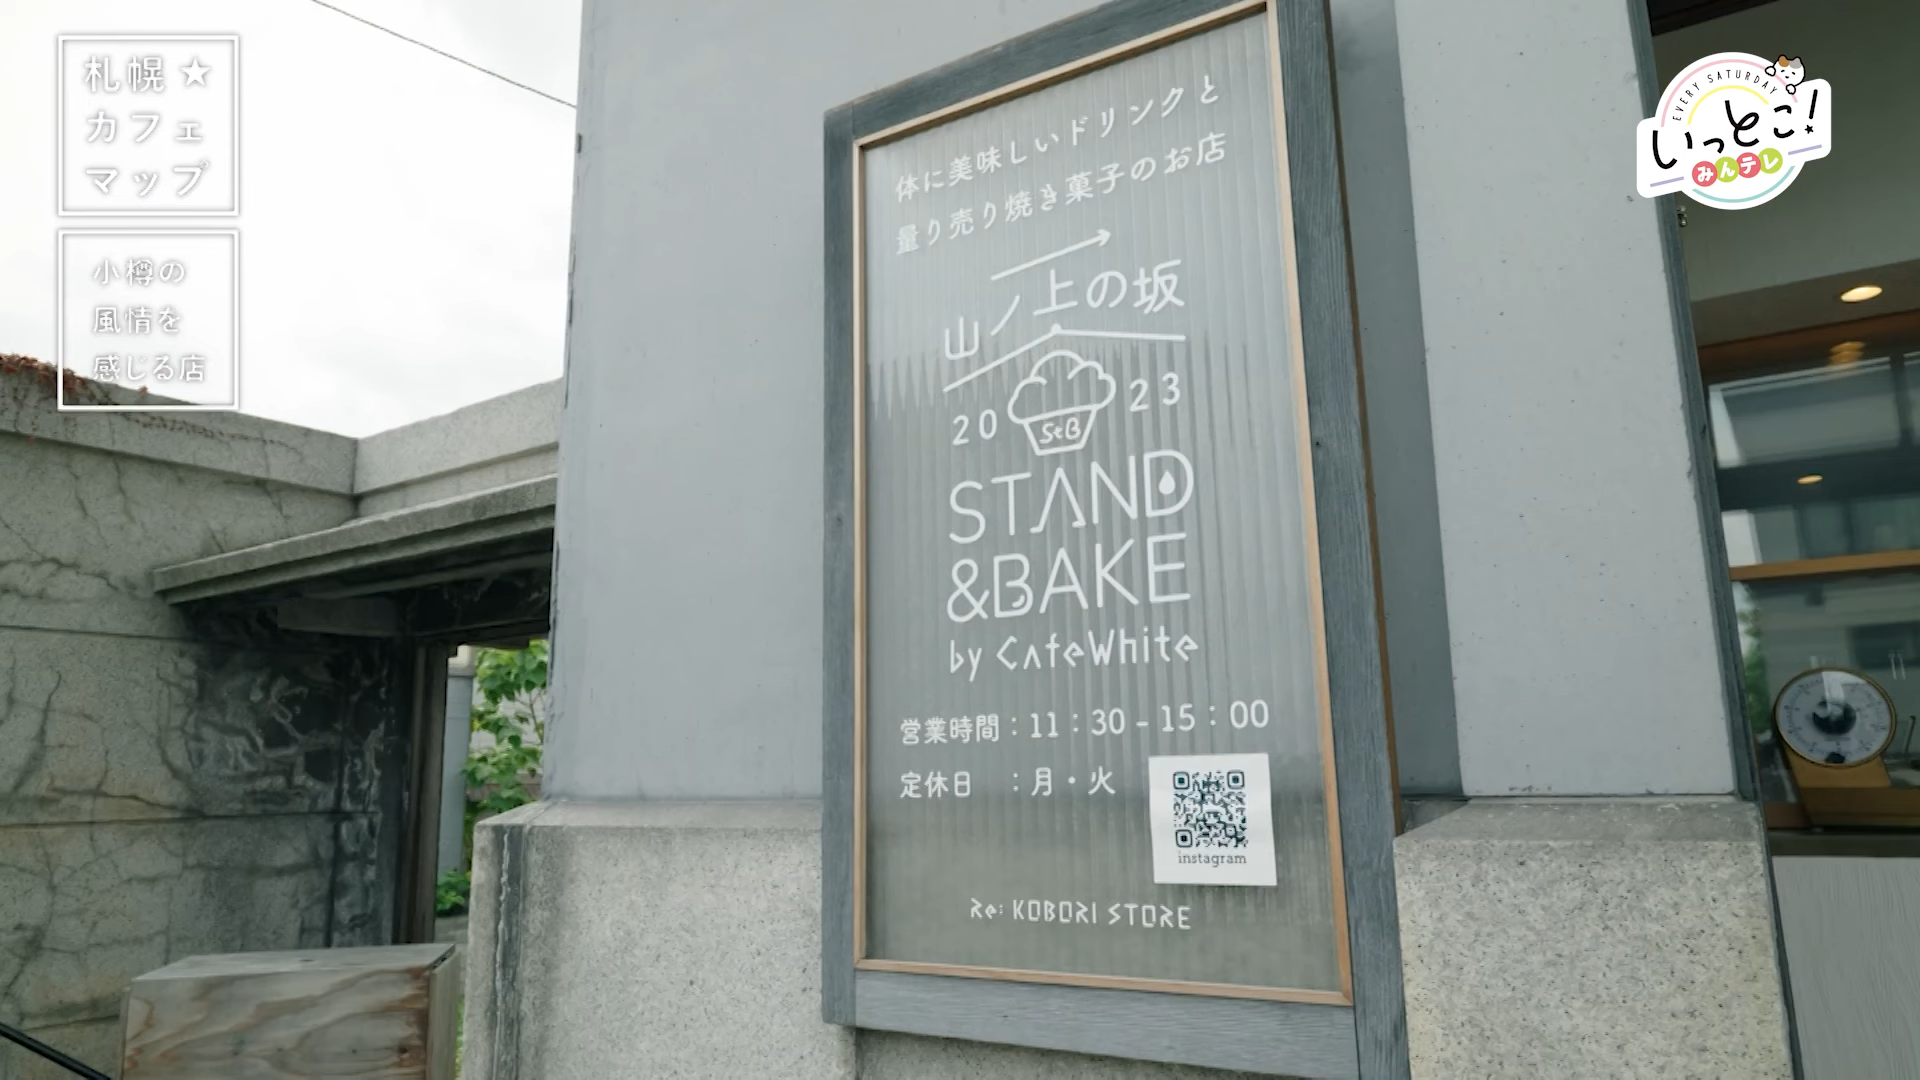 札幌★
カフェ
マップ
小樽の
風情を
感じる店
EVERY SATURDAY
いっとこ!
みんテレ
体に美味しいドリンクと
量り売り焼き菓子のお店
山ノ上の坂
2023
S&B
STAND
&BAKE
by CafeWhite
営業時間:11:30-15:00
定休日 :月・火
instagram
Re: KOBORI STORE